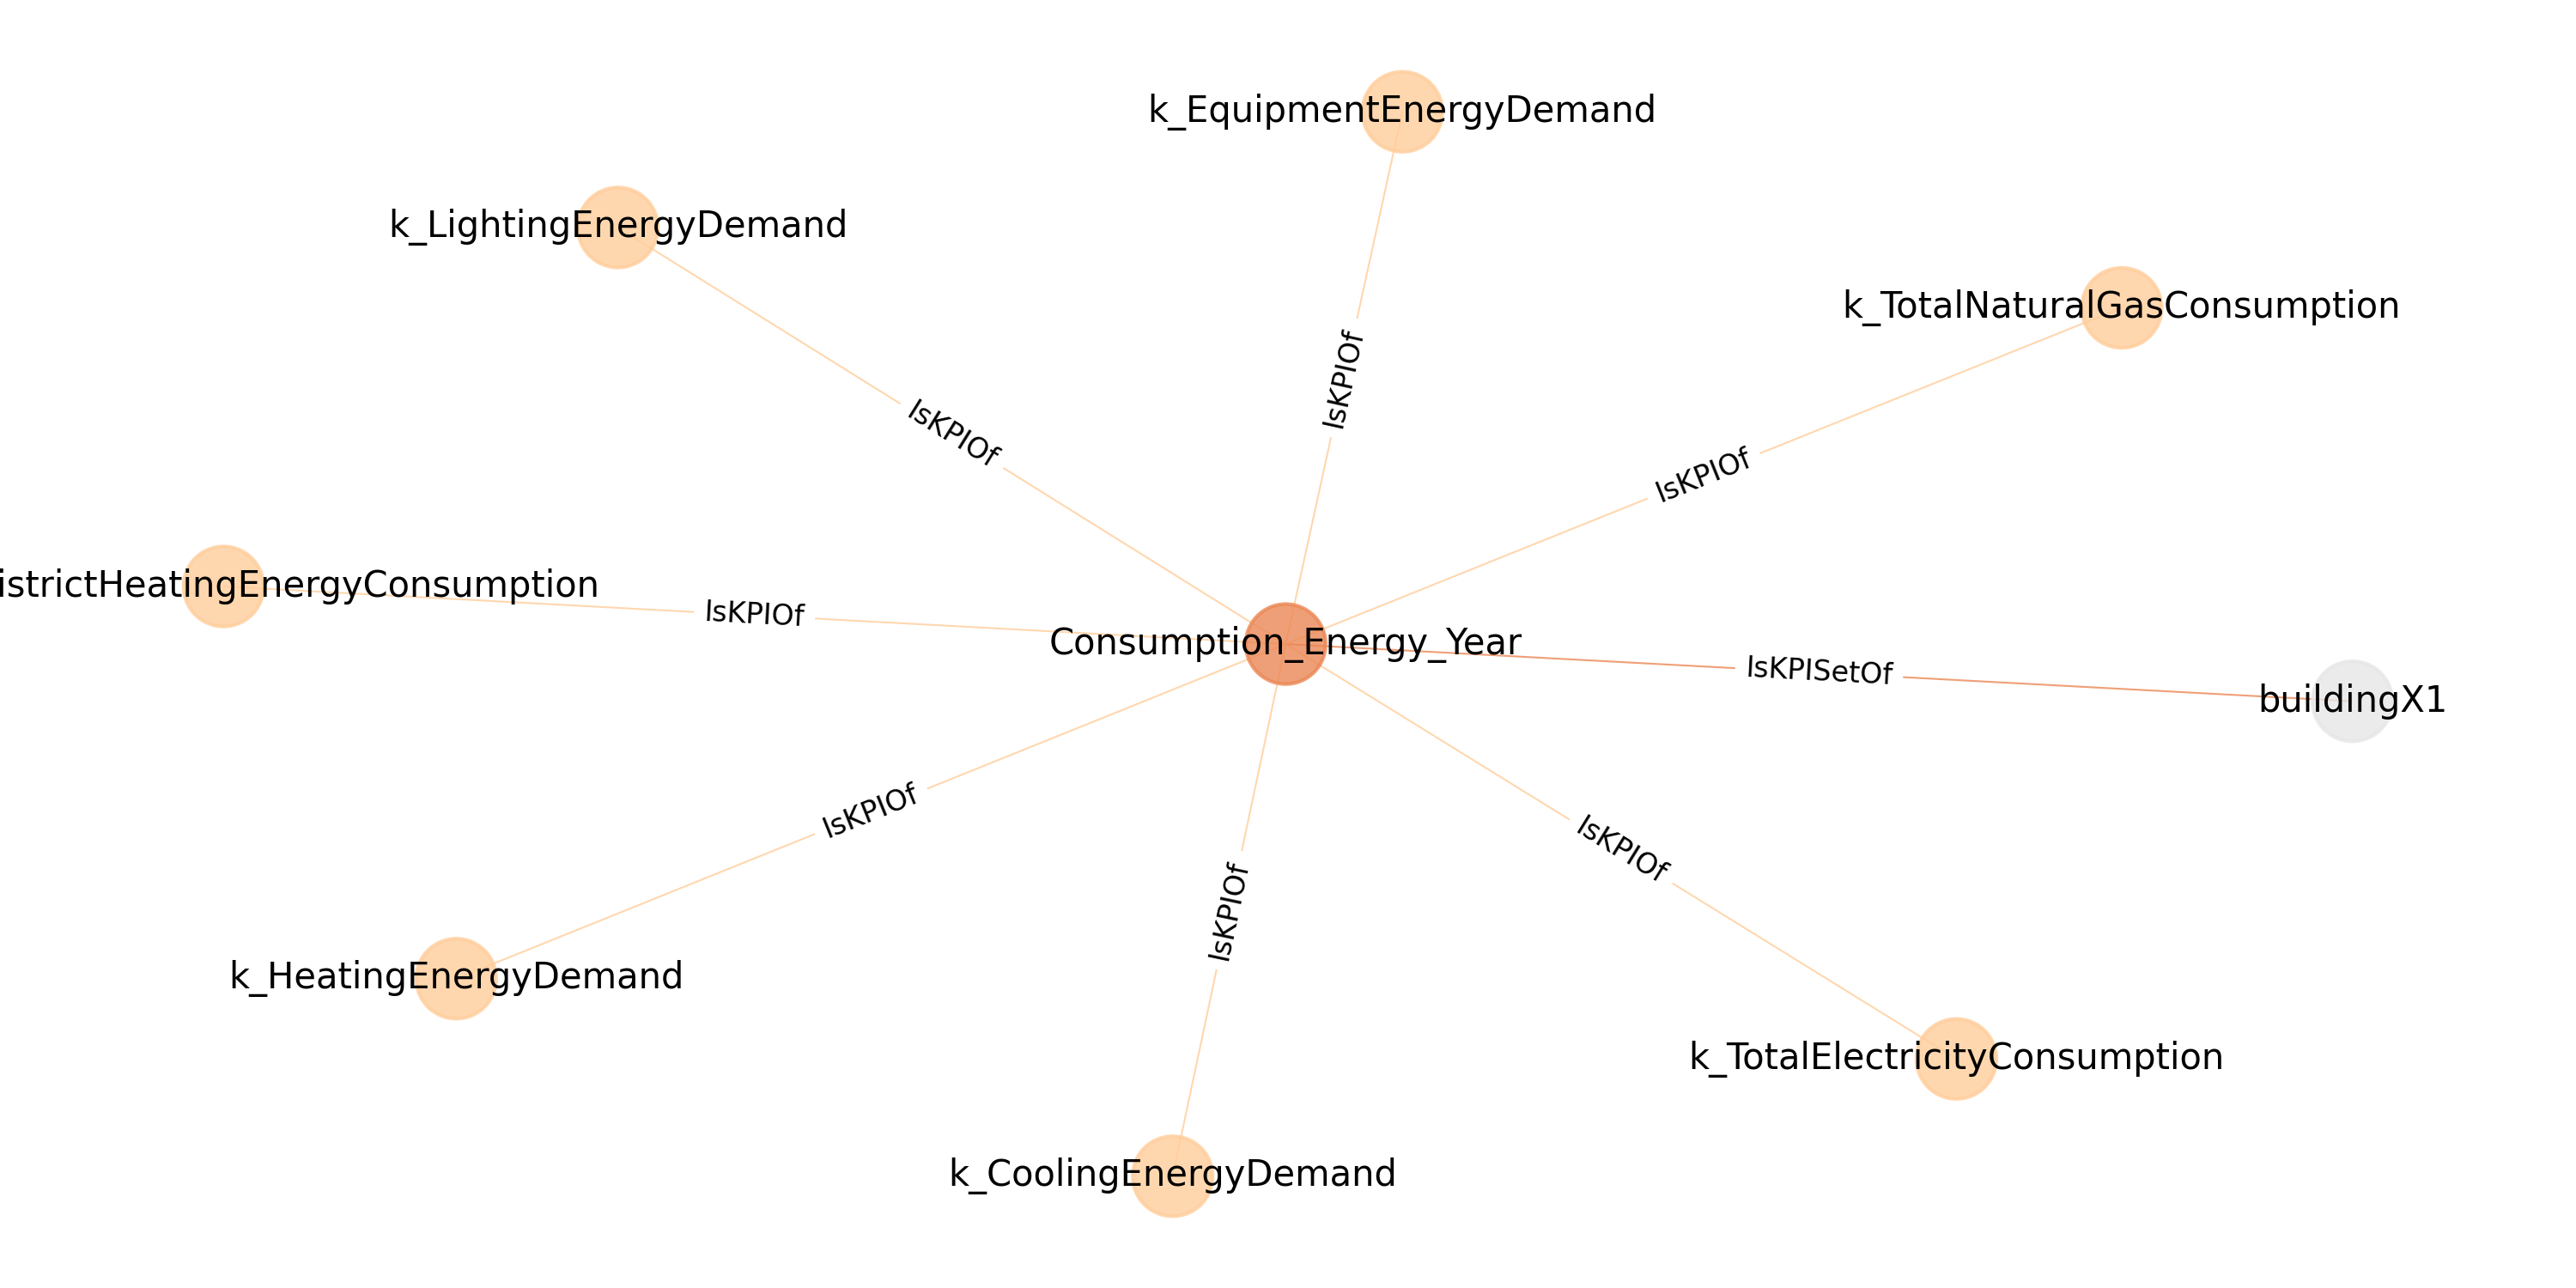 k_EquipmentEnergyDemand
k_LightingEnergyDemand
k_TotalNaturalGasConsumption
IsKPIOf
IsKPIOf
IsKPIOf
istrictHeatingEnergyConsumption
IsKPIOf
Consumption_Energy_Year
IsKPISetOf
buildingX1
IsKPIOf
IsKPIOf
IsKPIOf
k_HeatingEnergyDemand
k_TotalElectricityConsumption
k_CoolingEnergyDemand